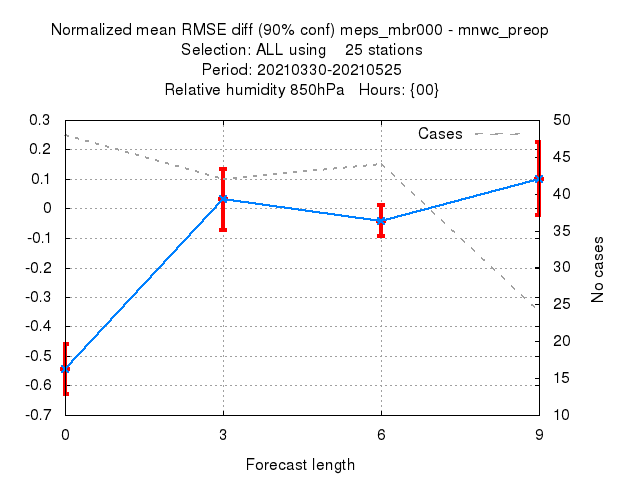 Normalized mean RMSE diff (90% conf) meps_mbr000 - mnwc_preop
Selection: ALL using    25 stations
Period: 20210330-20210525
Relative humidity 850hPa   Hours: {00}
Cases
0.3
0.2
0.1
0
-0.1
-0.2
-0.3
-0.4
-0.5
-0.6
-0.7
50
45
40
35
30
25
20
15
10
No cases
0 3 6 9
Forecast length